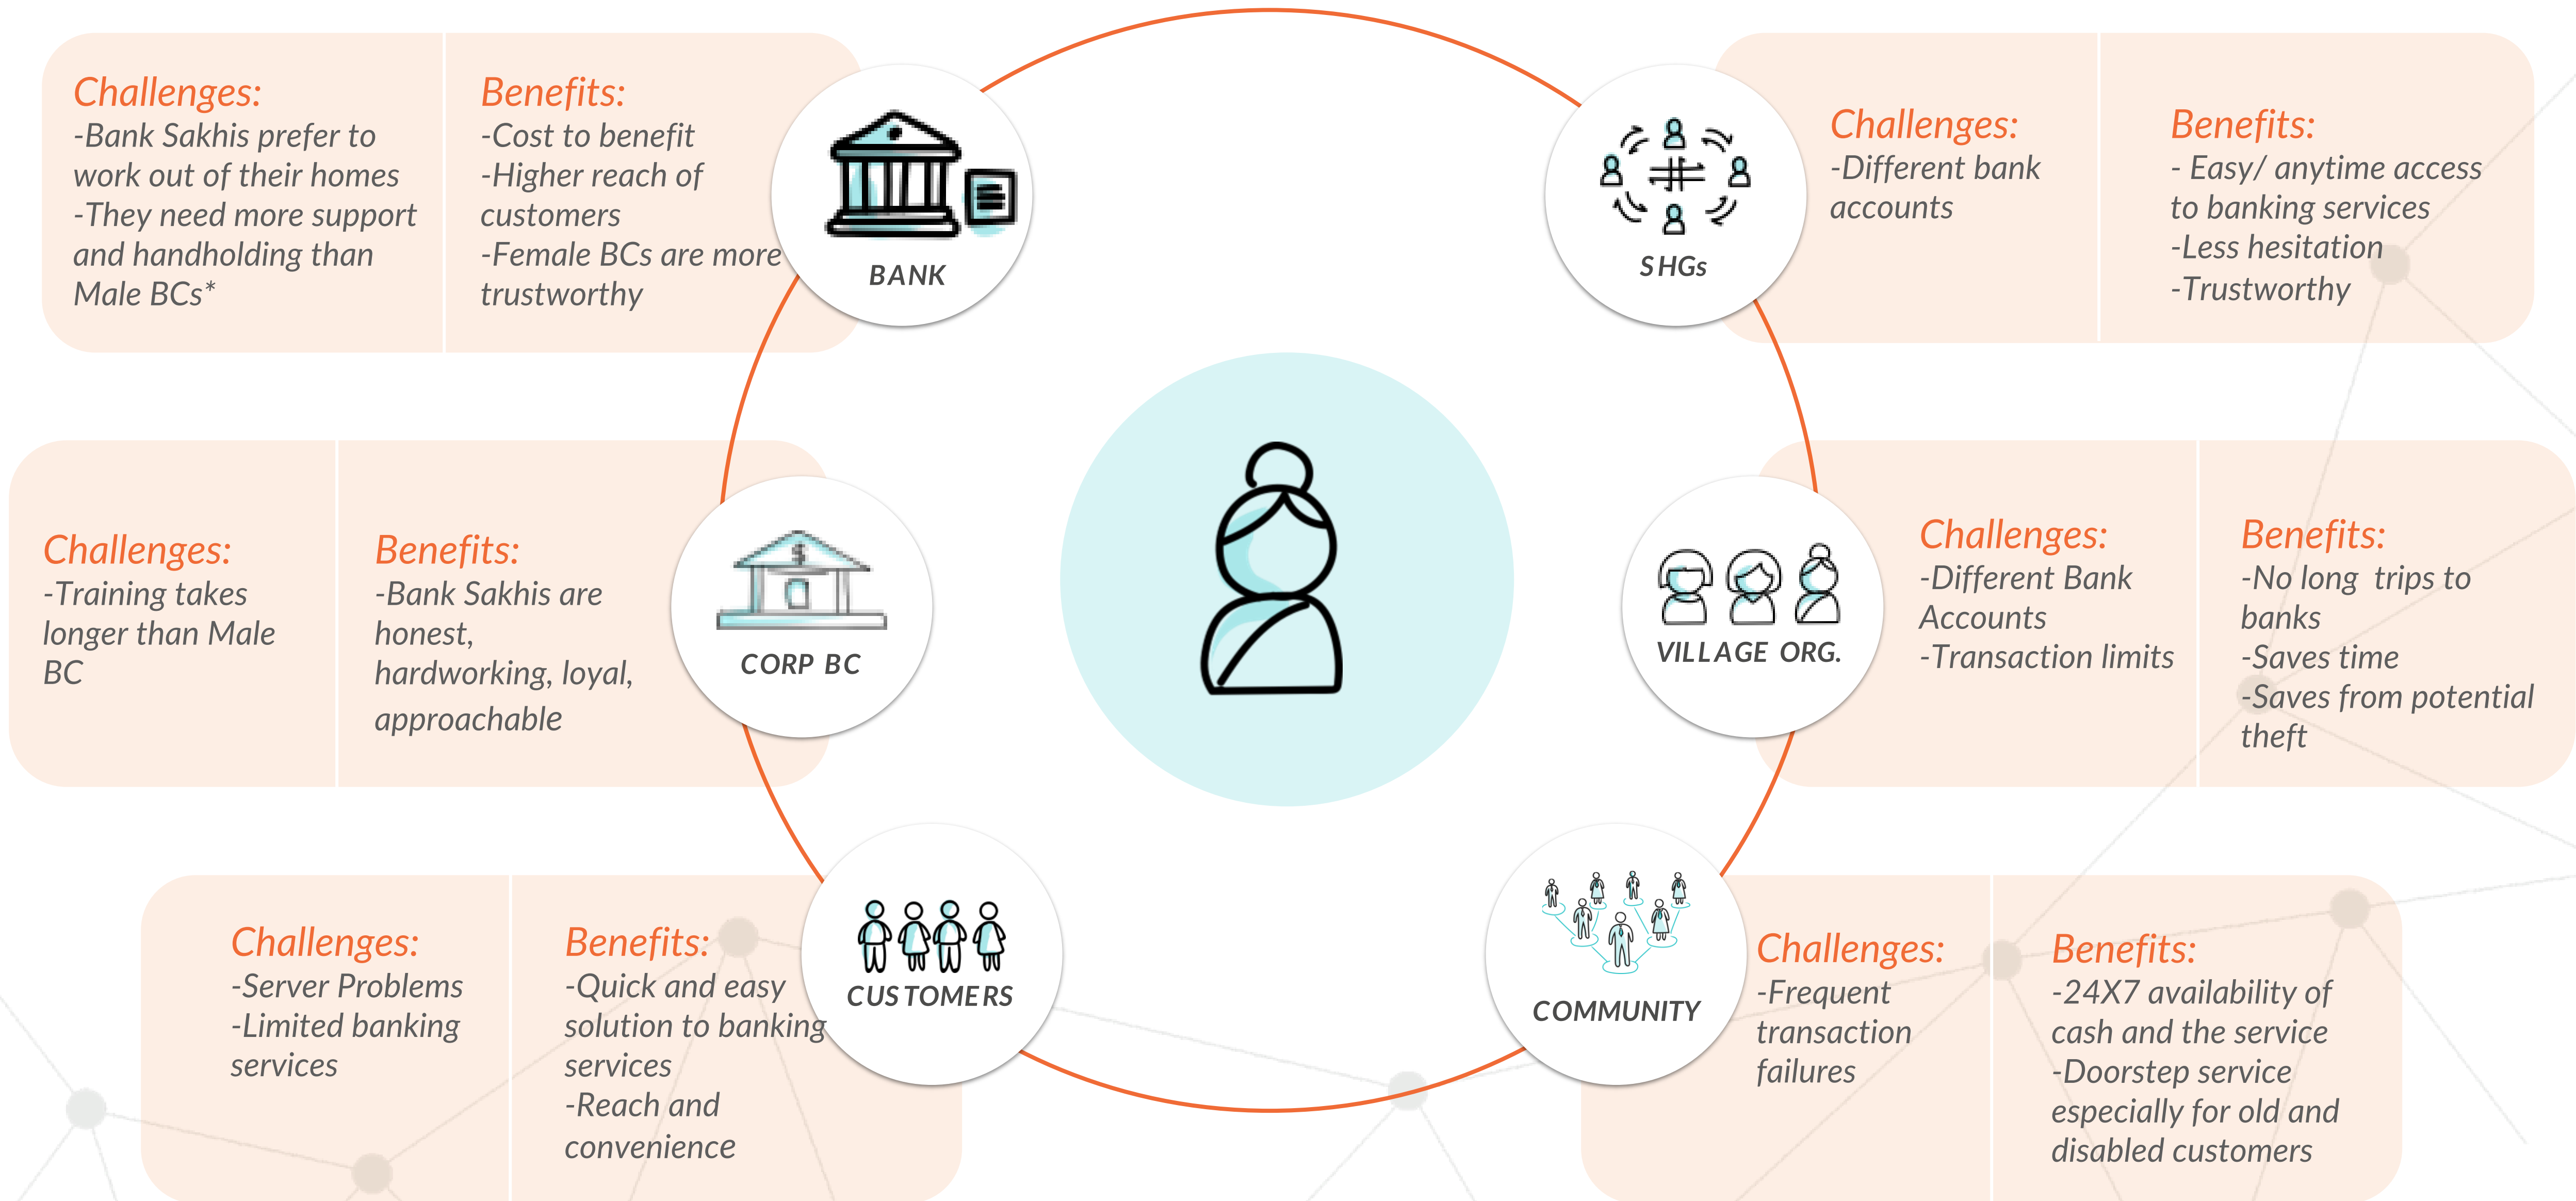 Challenges:
-Bank Sakhis prefer to
work out of their homes
-They need more support
and handholding than
Male BCs*
Benefits:
-Cost to benefit
-Higher reach of
customers
-Female BCs are more
trustworthy
BANK
SHGs
Challenges:
-Different bank
accounts
Benefits:
- Easy/ anytime access
to banking services
-Less hesitation
-Trustworthy
Challenges:
-Training takes
longer than Male
BC
Benefits:
-Bank Sakhis are
honest,
hardworking, loyal,
approachable
CORP BC
VILLAGE ORG.
Challenges:
-Different Bank
Accounts
-Transaction limits
Benefits:
-No long  trips to
banks
-Saves time
-Saves from potential
theft
Challenges:
-Server Problems
-Limited banking
services
Benefits:
-Quick and easy
solution to banking
services
-Reach and
convenience
CUSTOMERS
COMMUNITY
Challenges:
-Frequent
transaction
failures
Benefits:
-24X7 availability of
cash and the service
-Doorstep service
especially for old and
disabled customers